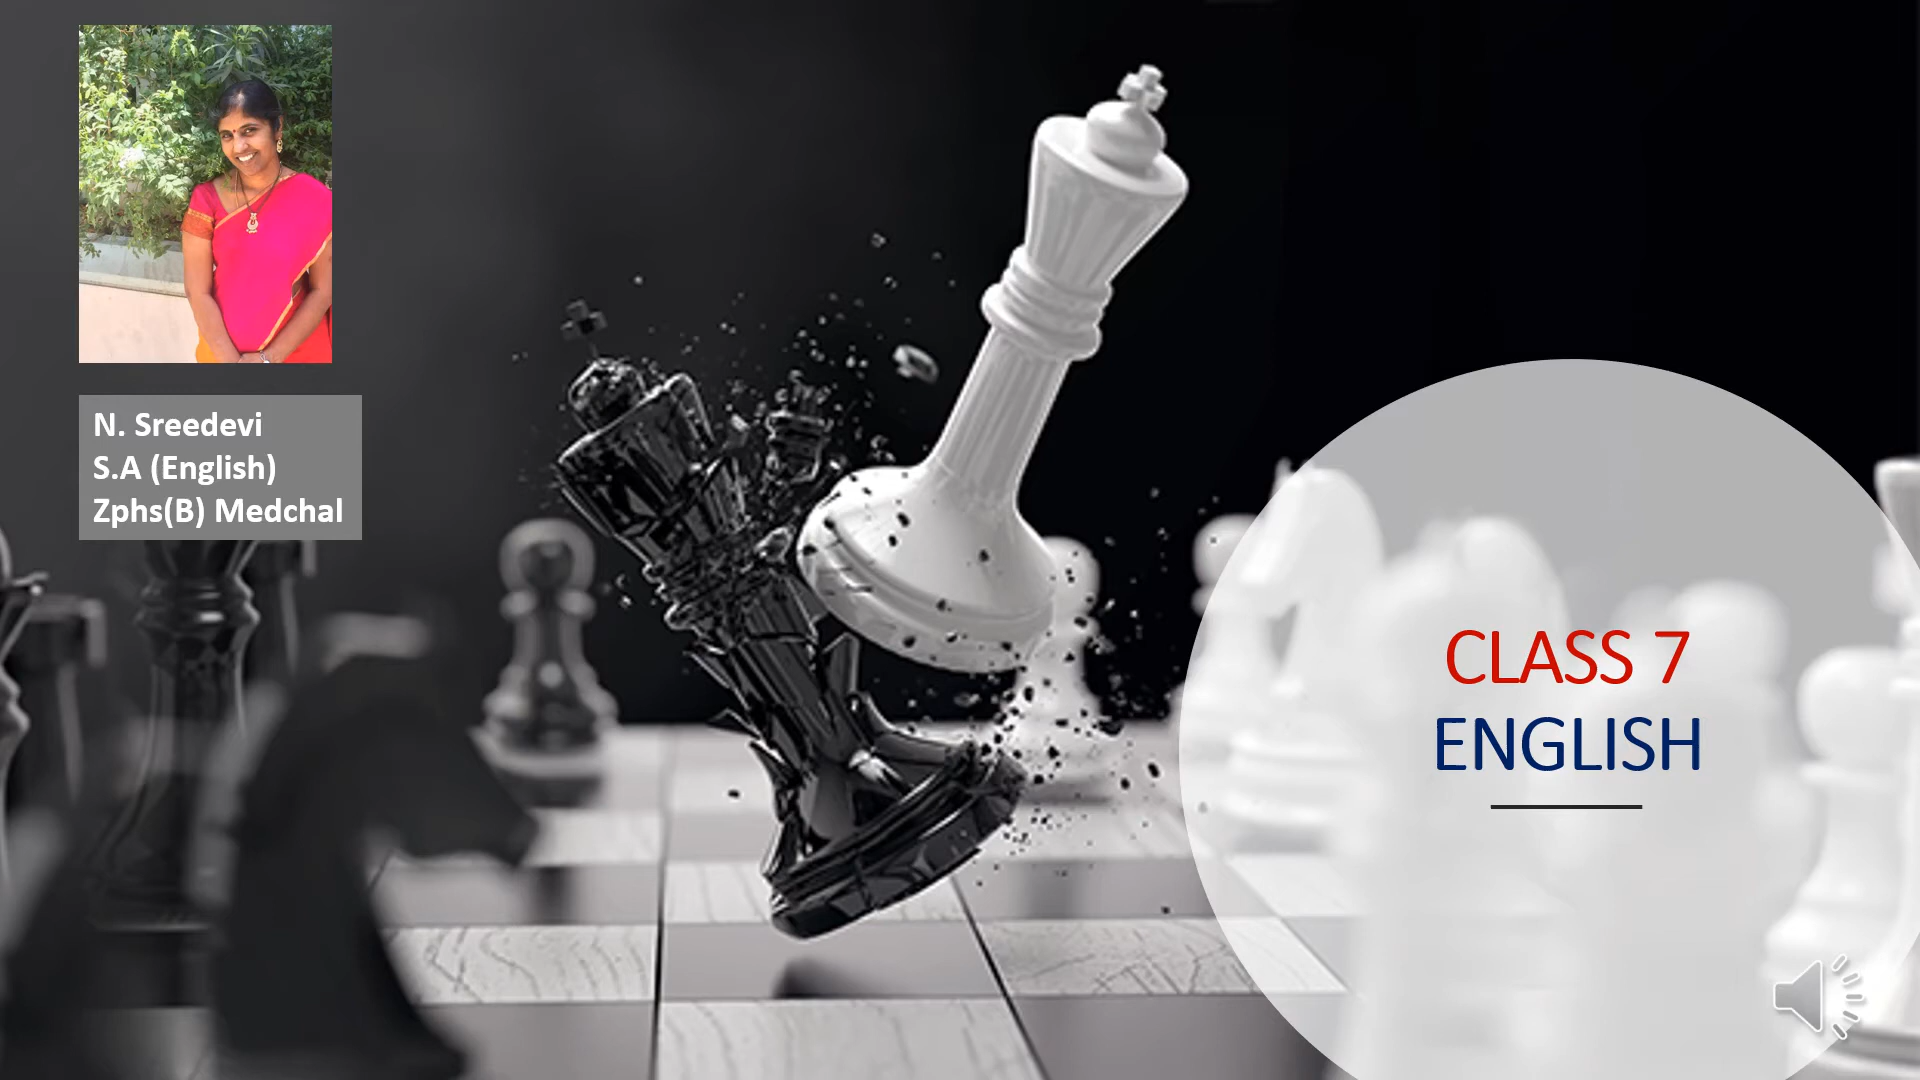 N. Sreedevi
S.A (English)
Zphs(B) Medchal
CLASS 7
ENGLISH